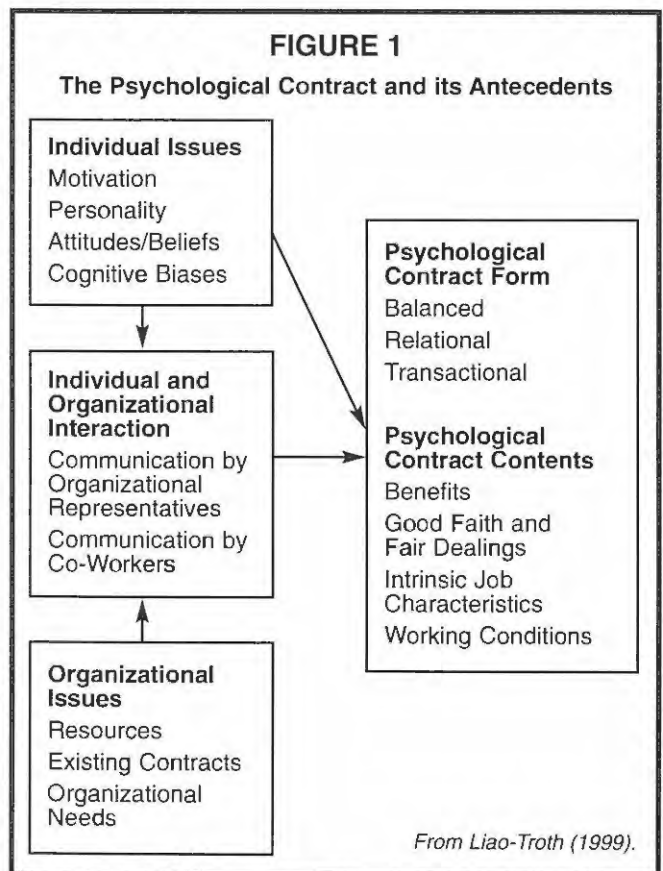 FIGURE 1
The Psychological Contract and its Antecedents
Individual Issues
Motivation
Personality
Attitudes/Beliefs
Cognitive Biases
Individual and
Organizational
Interaction
Communication by
Organizational
Representatives
Communication by
Co-Workers
Organizational
Issues
Resources
Existing Contracts
Organizational
Needs
Psychological
Contract Form
Balanced
Relational
Transactional
Psychological
Contract Contents
Benefits
Good Faith and
Fair Dealings
Intrinsic Job
Characteristics
Working Conditions
From Liao-Troth (1999).